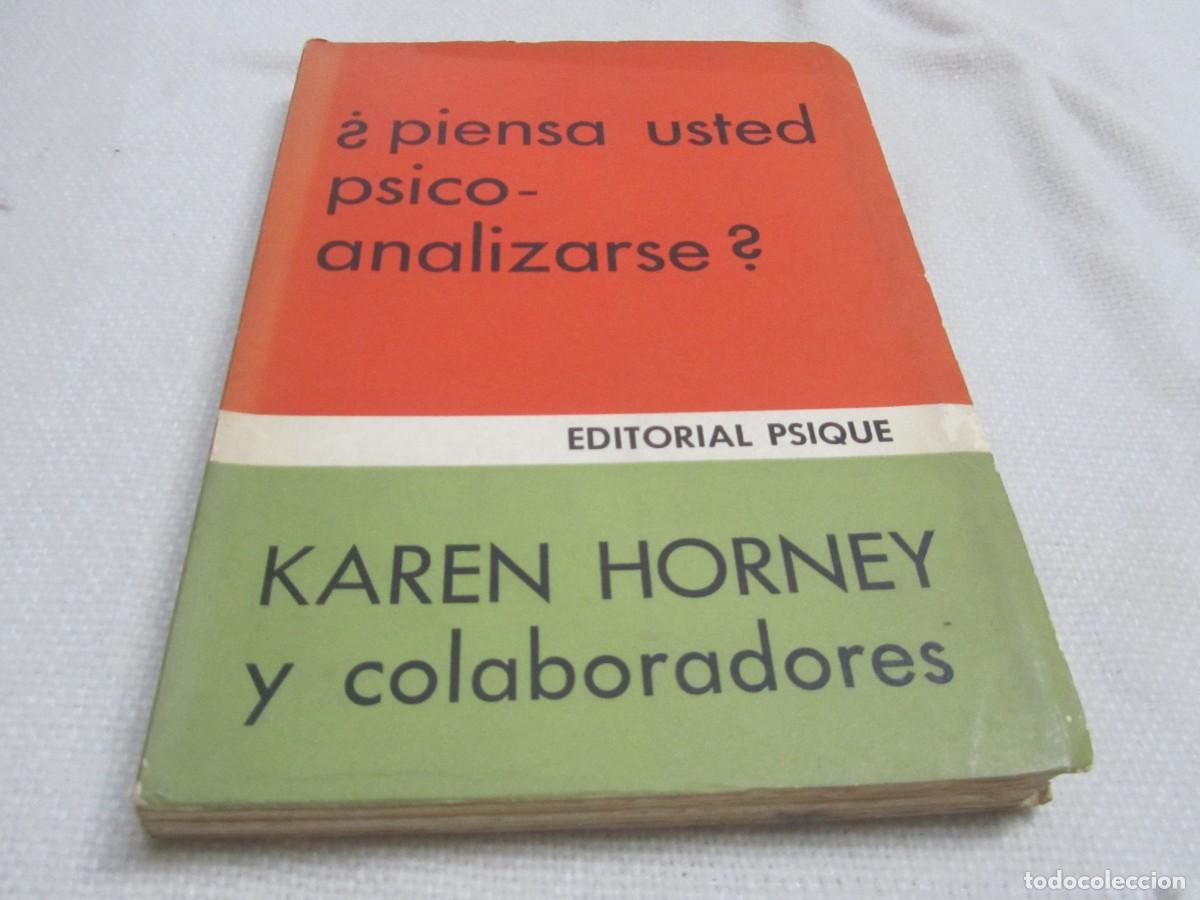 ¿piensa usted
psico-
analizarse?
EDITORIAL PSIQUE
KAREN HORNEY
y colaboradores
todocoleccion